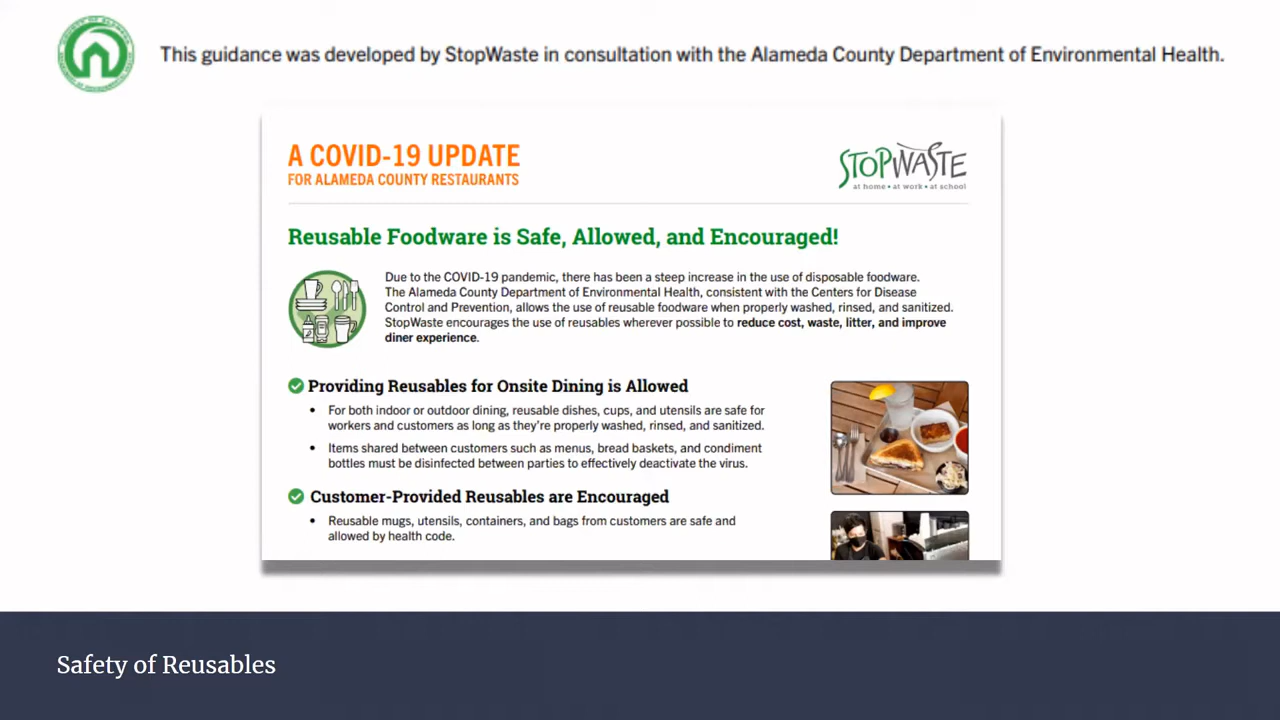 This guidance was developed by StopWaste in consultation with the Alameda County Department of Environmental Health.
A COVID-19 UPDATE
FOR ALAMEDA COUNTY RESTAURANTS
STOPWASTE
at home • at work • at school
Reusable Foodware is Safe, Allowed, and Encouraged!
Due to the COVID-19 pandemic, there has been a steep increase in the use of disposable foodware.
The Alameda County Department of Environmental Health, consistent with the Centers for Disease
Control and Prevention, allows the use of reusable foodware when properly washed, rinsed, and sanitized.
StopWaste encourages the use of reusables wherever possible to reduce cost, waste, litter, and improve
diner experience.
Providing Reusables for Onsite Dining is Allowed
• For both indoor or outdoor dining, reusable dishes, cups, and utensils are safe for
workers and customers as long as they're properly washed, rinsed, and sanitized.
• Items shared between customers such as menus, bread baskets, and condiment
bottles must be disinfected between parties to effectively deactivate the virus.
Customer-Provided Reusables are Encouraged
• Reusable mugs, utensils, containers, and bags from customers are safe and
allowed by health code.
Safety of Reusables